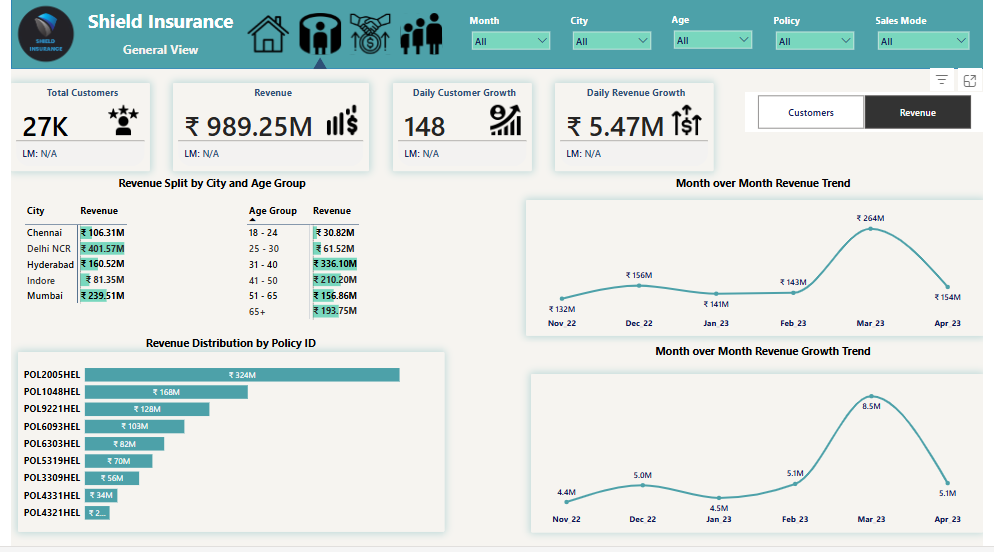 SHIELD
INSURANCE
Shield Insurance
General View
Month
City
Age
Policy
Sales Mode
All
All
All
All
All
Total Customers
27K
LM: N/A
Revenue
₹ 989.25M
LM: N/A
Daily Customer Growth
148
LM: N/A
Daily Revenue Growth
₹ 5.47M
LM: N/A
Customers
Revenue
Revenue Split by City and Age Group
City Revenue
Chennai ₹ 106.31M
Delhi NCR ₹ 401.57M
Hyderabad ₹ 160.52M
Indore ₹ 81.35M
Mumbai ₹ 239.51M
Age Group Revenue
18 - 24 ₹ 30.82M
25 - 30 ₹ 61.52M
31 - 40 ₹ 336.10M
41 - 50 ₹ 210.20M
51 - 65 ₹ 156.86M
65+ ₹ 193.75M
Month over Month Revenue Trend
₹ 132M
₹ 156M
₹ 141M
₹ 143M
₹ 264M
₹ 154M
Nov 22 Dec 22 Jan 23 Feb 23 Mar 23 Apr 23
Revenue Distribution by Policy ID
POL2005HEL ₹ 324M
POL1048HEL ₹ 168M
POL9221HEL ₹ 128M
POL6093HEL ₹ 103M
POL6303HEL ₹ 82M
POL5319HEL ₹ 70M
POL3309HEL ₹ 56M
POL4331HEL ₹ 34M
POL4321HEL ₹ 2...
Month over Month Revenue Growth Trend
4.4M
5.0M
4.5M
5.1M
8.5M
5.1M
Nov 22 Dec 22 Jan 23 Feb 23 Mar 23 Apr 23